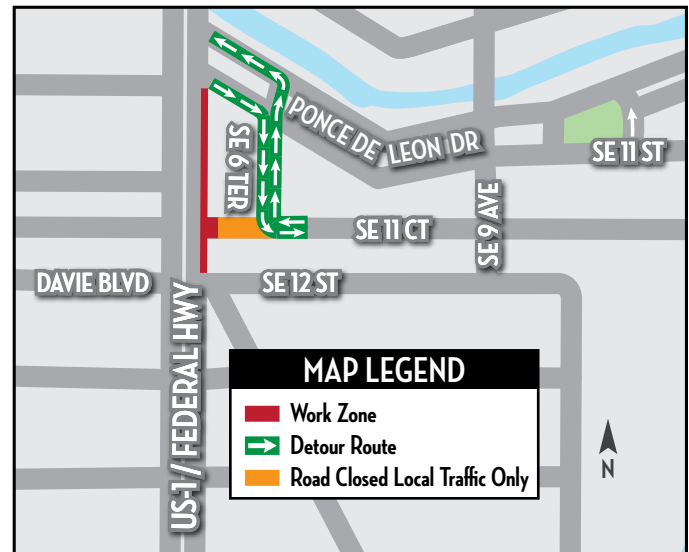 PONCE DE LEON DR
SE 6 TER
SE 11 ST
SE 9 AVE
SE 11 CT
DAVIE BLVD
SE 12 ST
US-1 / FEDERAL HWY
MAP LEGEND
Work Zone
Detour Route
Road Closed Local Traffic Only
N